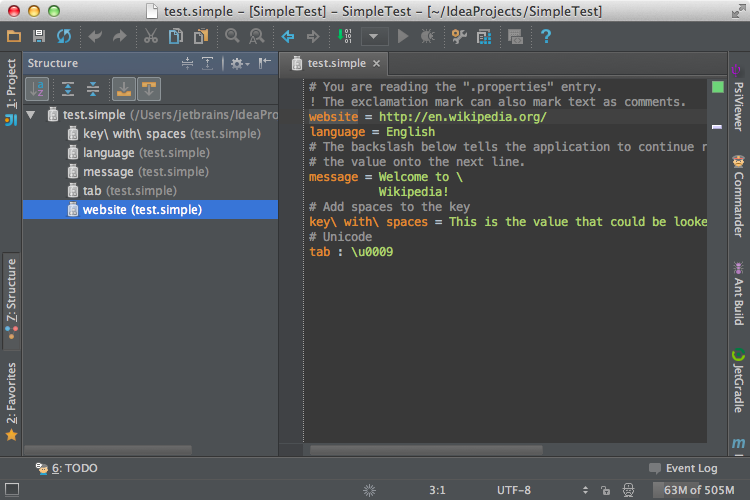 test.simple – [SimpleTest] – SimpleTest – [~/IdeaProjects/SimpleTest]
1: Project
Structure
test.simple (/Users/jetbrains/IdeaPro
key\ with\ spaces (test.simple)
language (test.simple)
message (test.simple)
tab (test.simple)
website (test.simple)
Z: Structure
2: Favorites
test.simple
# You are reading the ".properties" entry.
! The exclamation mark can also mark text as comments.
website = http://en.wikipedia.org/
language = English
# The backslash below tells the application to continue r
# the value onto the next line.
message = Welcome to \
Wikipedia!
# Add spaces to the key
key\ with\ spaces = This is the value that could be looke
# Unicode
tab : \u0009
PsiViewer
Commander
Ant Build
JetGradle
6: TODO
Event Log
3:1
UTF-8
63M of 505M